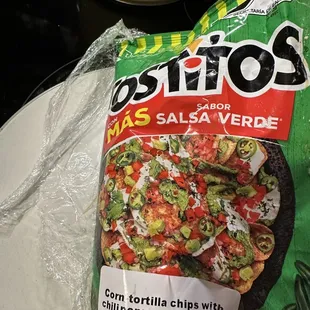 TOSTITOS
SABOR
MÁS SALSA VERDE
Corn tortilla chips with